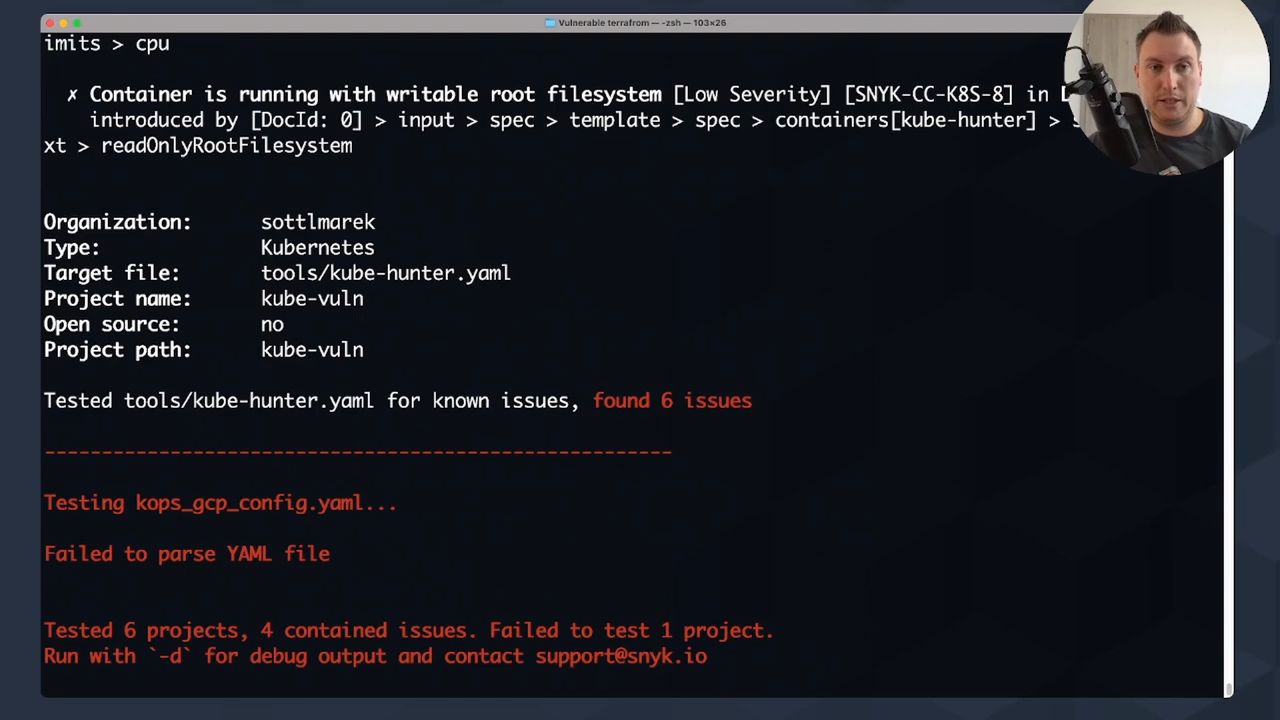 Vulnerable terrafrom — -zsh — 103×26
imits > cpu
✗ Container is running with writable root filesystem [Low Severity] [SNYK-CC-K8S-8] in
introduced by [DocId: 0] > input > spec > template > spec > containers[kube-hunter] >
xt > readOnlyRootFilesystem
Organization: sottlmarek
Type: Kubernetes
Target file: tools/kube-hunter.yaml
Project name: kube-vuln
Open source: no
Project path: kube-vuln
Tested tools/kube-hunter.yaml for known issues, found 6 issues
-------------------------------------------------------
Testing kops_gcp_config.yaml...
Failed to parse YAML file
Tested 6 projects, 4 contained issues. Failed to test 1 project.
Run with `-d` for debug output and contact support@snyk.io